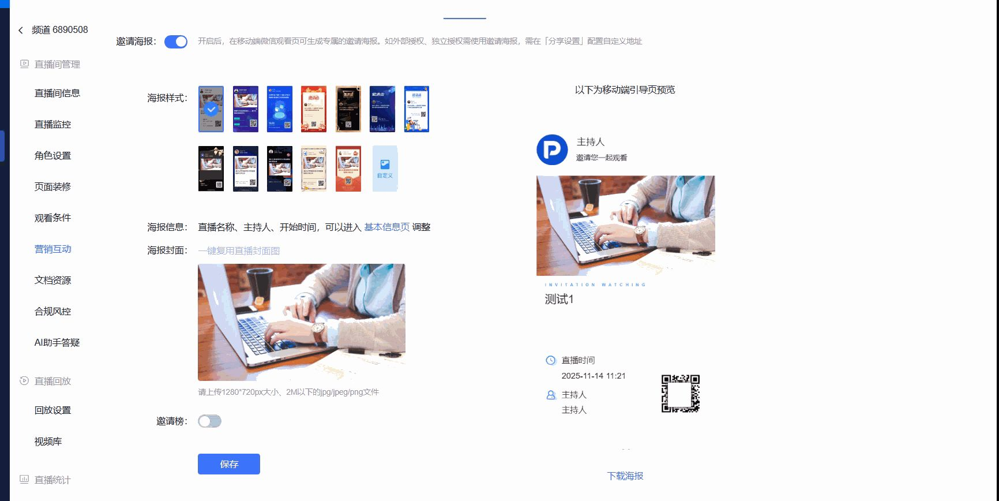 频道 6890508
直播间管理
直播间信息
直播监控
角色设置
页面装修
观看条件
营销互动
文档资源
合规风控
AI助手答疑
直播回放
回放设置
视频库
直播统计
邀请海报：
开启后，在移动端微信观看页可生成专属的邀请海报。如外部授权、独立授权需使用邀请海报，需在「分享设置」配置自定义地址
海报样式：
邀请函
邀请函
邀请函
邀请函
自定义
海报信息：
直播名称、主持人、开始时间，可以进入 基本信息页 调整
海报封面：
一键复用直播封面图
请上传1280*720px大小、2M以下的jpg/jpeg/png文件
邀请榜：
保存
以下为移动端引导页预览
主持人
邀请您一起观看
INVITATION WATCHING
测试1
直播时间
2025-11-14 11:21
主持人
主持人
下载海报